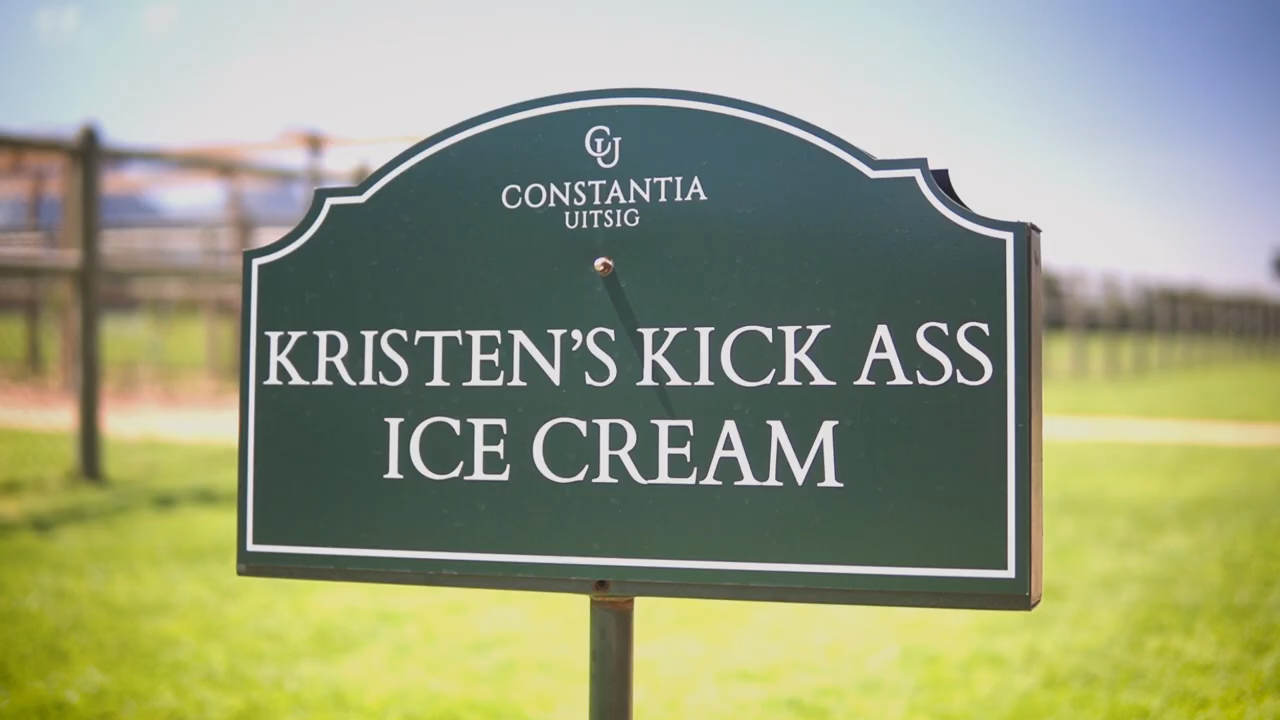 CU
CONSTANTIA
UITSIG
KRISTEN'S KICK ASS
ICE CREAM